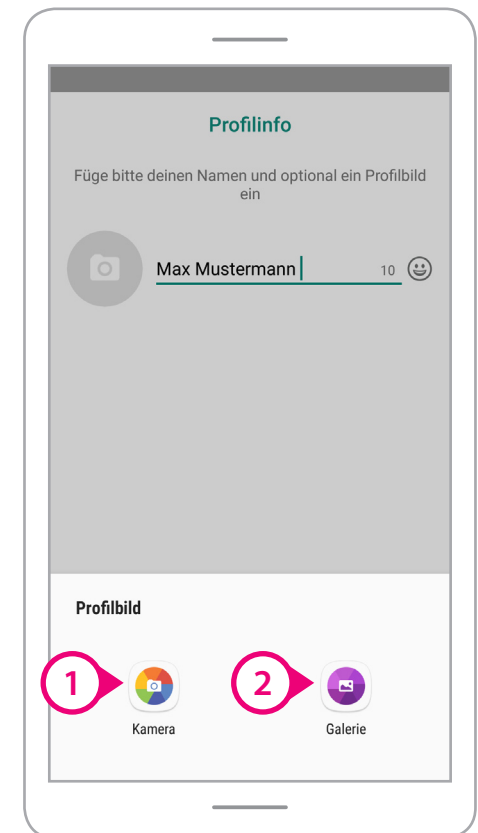 Profilinfo
Füge bitte deinen Namen und optional ein Profilbild
ein
Max Mustermann 10
Profilbild
1 2
Kamera Galerie